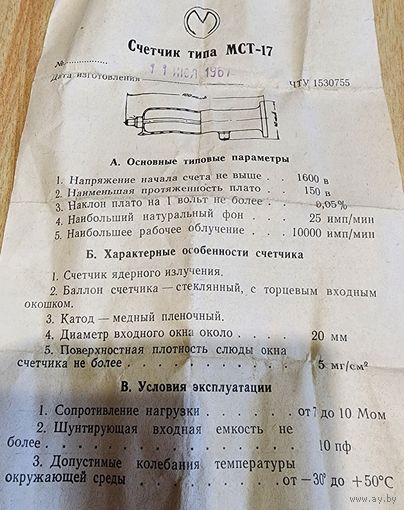 Счетчик типа МСТ-17
№
11 ИЮЛ 1967
Дата изготовления
ЧТУ 1530755
А. Основные типовые параметры
1. Напряжение начала счета не выше . 1600 в
2. Наименьшая протяженность плато . . 150 в
3. Наклон плато на 1 вольт не более . . 0,05%
4. Наибольший натуральный фон . . . 25 имп/мин
5. Наибольшее рабочее облучение . . . 10000 имп/мин
Б. Характерные особенности счетчика
1. Счетчик ядерного излучения.
2. Баллон счетчика — стеклянный, с торцевым входным
окошком.
3. Катод — медный пленочный.
4. Диаметр входного окна около . . . . 20 мм
5. Поверхностная плотность слюды окна
счетчика не более . . . . . . . . 5 мг/см²
В. Условия эксплуатации
1. Сопротивление нагрузки . . . . от 7 до 10 Мом
2. Шунтирующая входная емкость не
более . . . . . . . . . . . 10 пф
3. Допустимые колебания температуры
окружающей среды . . . . . от —30° до +50°С
www.ay.by